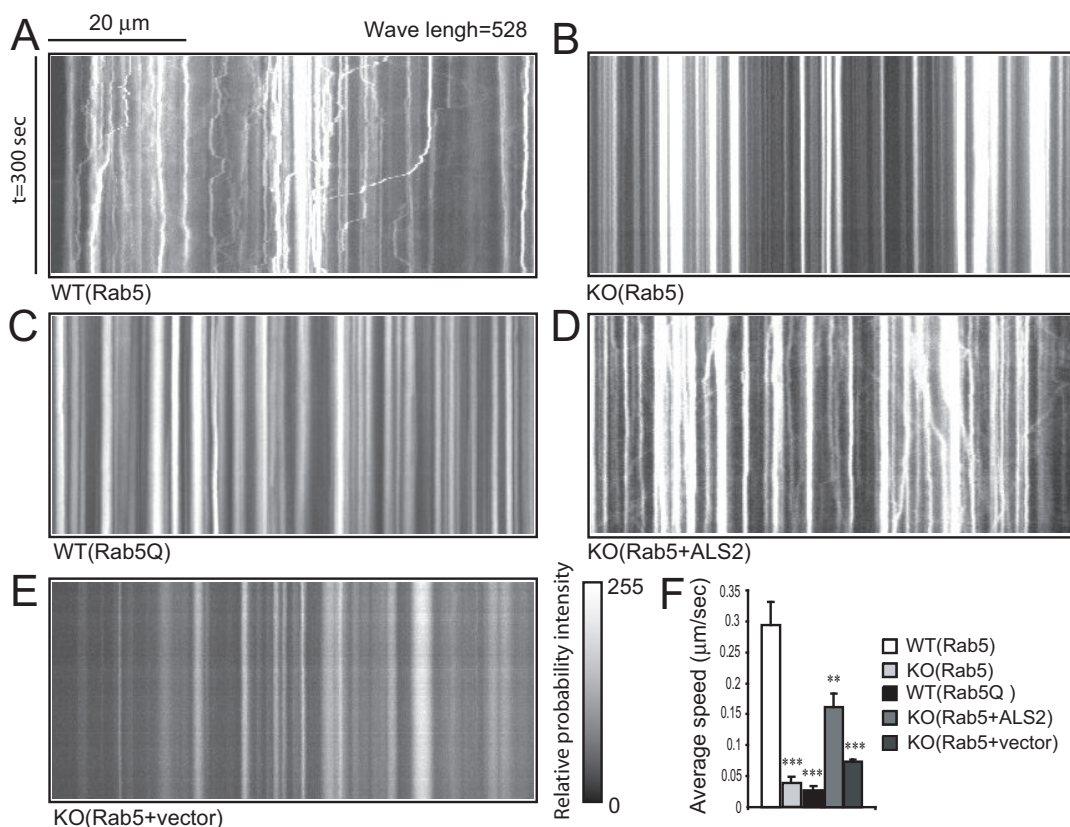 A
20 μm
Wave lengh=528
t=300 sec
WT(Rab5)
B
KO(Rab5)
C
WT(Rab5Q)
D
KO(Rab5+ALS2)
E
KO(Rab5+vector)
Relative probability intensity
255
0
F
Average speed (μm/sec)
0.35
0.3
0.25
0.2
0.15
0.1
0.05
0
***
***
**
***
WT(Rab5)
KO(Rab5)
WT(Rab5Q )
KO(Rab5+ALS2)
KO(Rab5+vector)